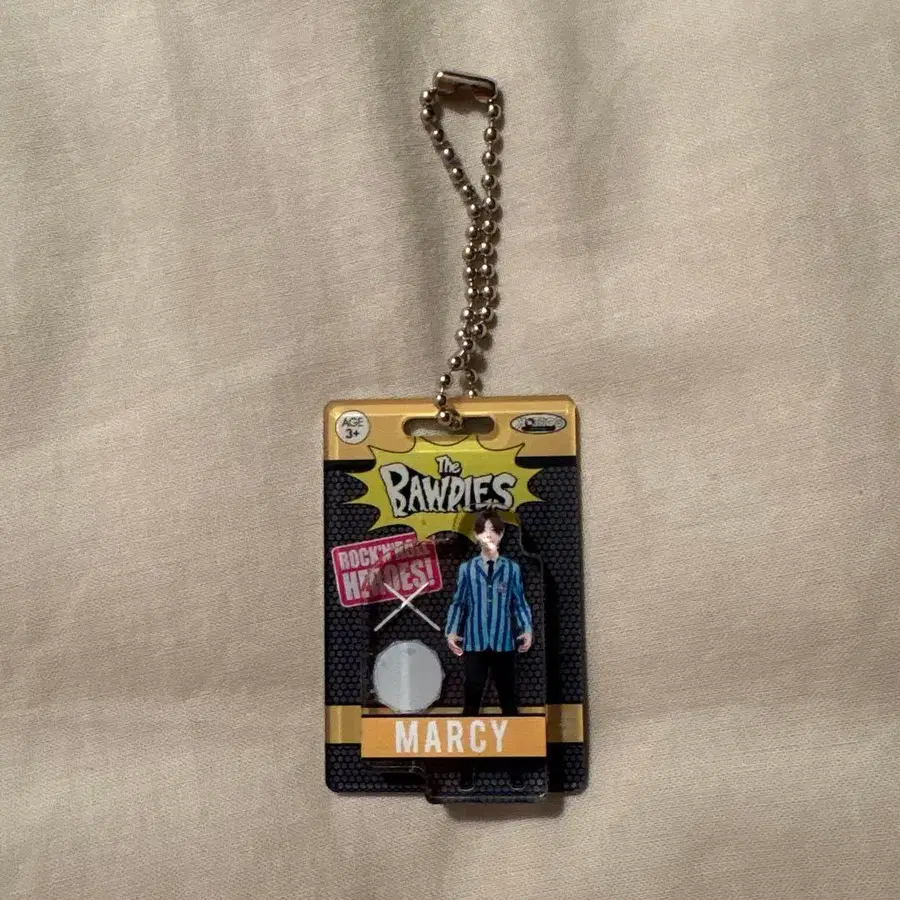 AGE
3+
The
BAWDIES
ROCK'N'ROLL
HEROES!
MARCY